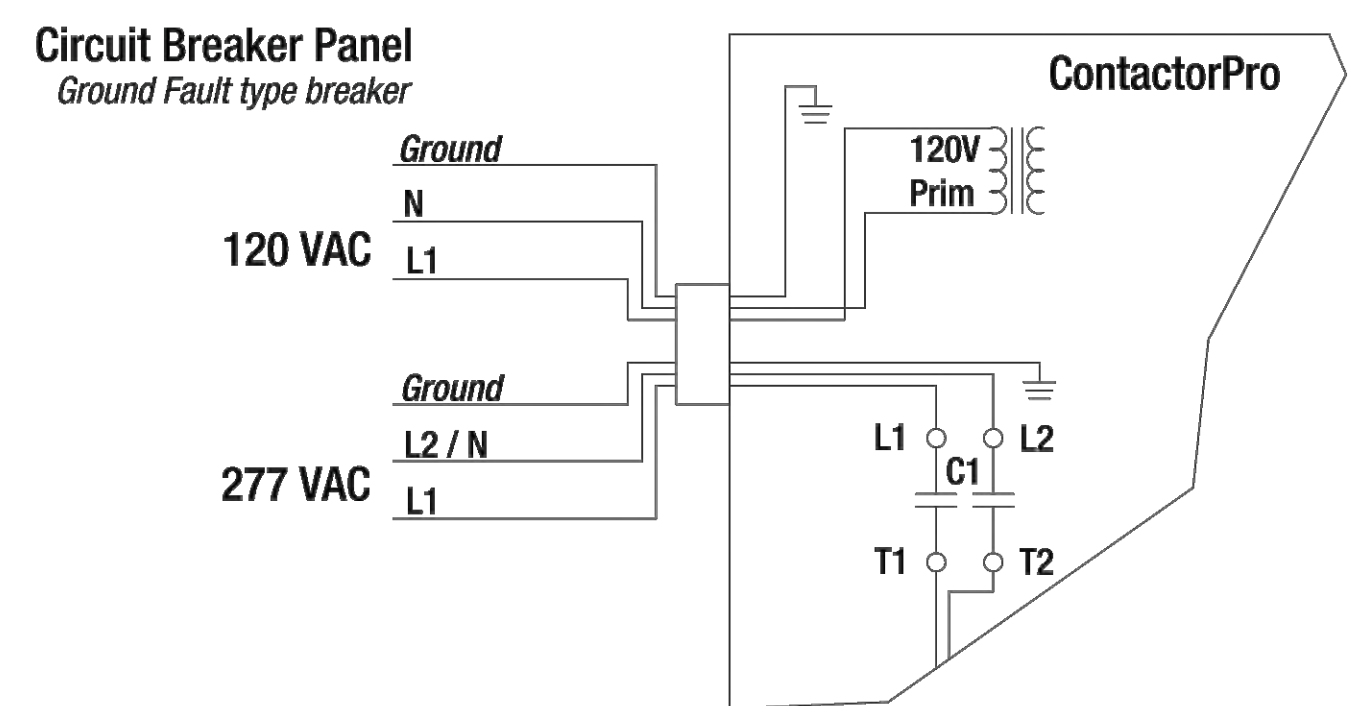 Circuit Breaker Panel
Ground Fault type breaker
ContactorPro
Ground
N
120 VAC
L1
120V
Prim
Ground
L2 / N
277 VAC
L1
L1
L2
C1
T1
T2